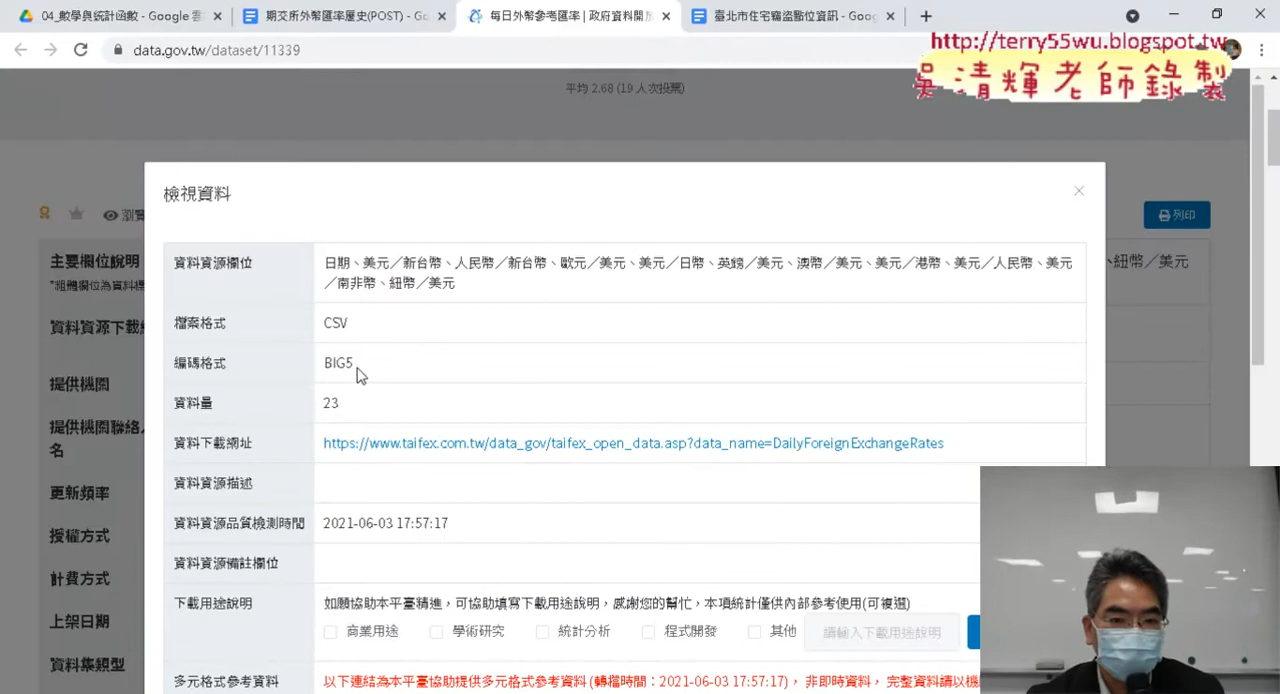 04_數學與統計函數 - Google 雲
期交所外幣匯率歷史(POST) - Go
每日外幣參考匯率 | 政府資料開放
臺北市住宅竊盜點位資訊 - Goog
data.gov.tw/dataset/11339
http://terry55wu.blogspot.tw
吳清輝老師錄製
平均 2.68 (19 人次投票)
檢視資料
瀏覽
列印
主要欄位說明
*粗體欄位為資料標
、紐幣／美元
資料資源下載
提供機關
提供機關聯絡人
名
更新頻率
授權方式
計費方式
上架日期
資料集類型
資料資源欄位
日期、美元／新台幣、人民幣／新台幣、歐元／美元、美元／日幣、英鎊／美元、澳幣／美元、美元／港幣、美元／人民幣、美元
／南非幣、紐幣／美元
檔案格式
CSV
編碼格式
BIG5
資料量
23
資料下載網址
https://www.taifex.com.tw/data_gov/taifex_open_data.asp?data_name=DailyForeignExchangeRates
資料資源描述
資料資源品質檢測時間
2021-06-03 17:57:17
資料資源備註欄位
下載用途說明
如願協助本平臺精進，可協助填寫下載用途說明，感謝您的幫忙，本項統計僅供內部參考使用(可複選)
商業用途
學術研究
統計分析
程式開發
其他
請輸入下載用途說明
多元格式參考資料
以下連結為本平臺協助提供多元格式參考資料 (轉檔時間：2021-06-03 17:57:17)， 非即時資料， 完整資料請以機